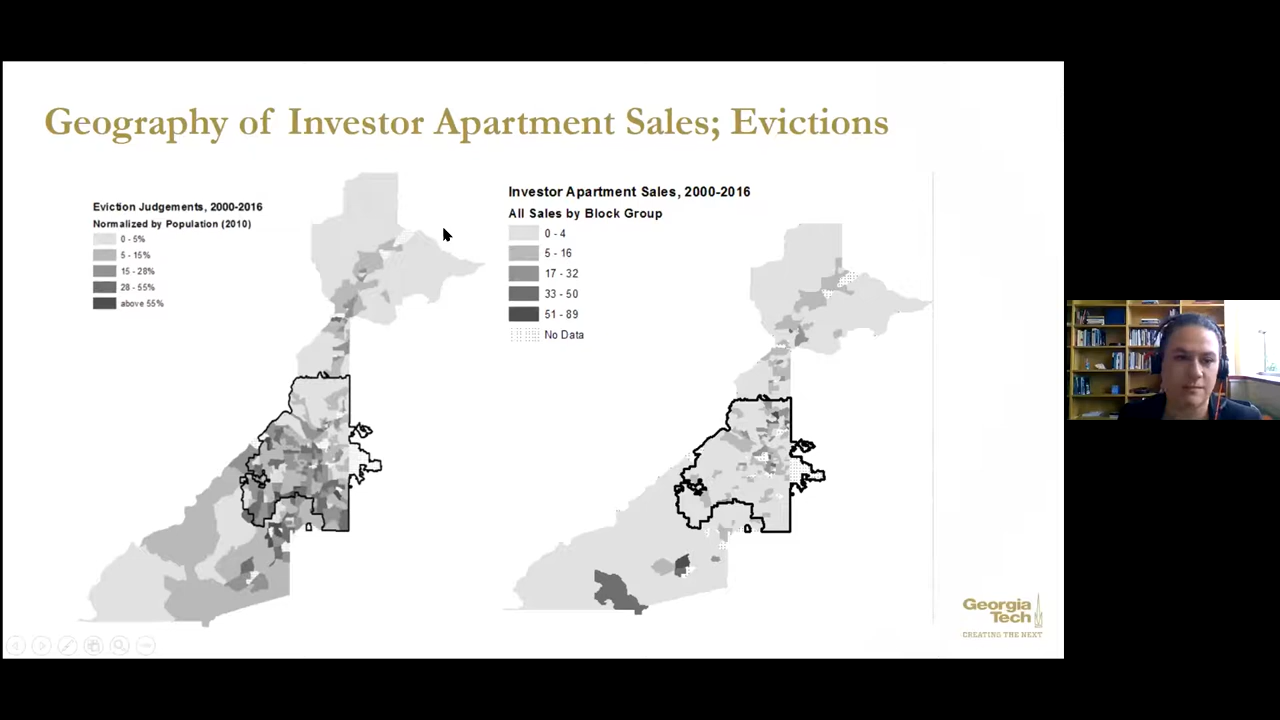 Geography of Investor Apartment Sales; Evictions
Eviction Judgements, 2000-2016
Normalized by Population (2010)
0 - 5%
5 - 15%
15 - 28%
28 - 55%
above 55%
Investor Apartment Sales, 2000-2016
All Sales by Block Group
0 - 4
5 - 16
17 - 32
33 - 50
51 - 89
No Data
Georgia
Tech
CREATING THE NEXT